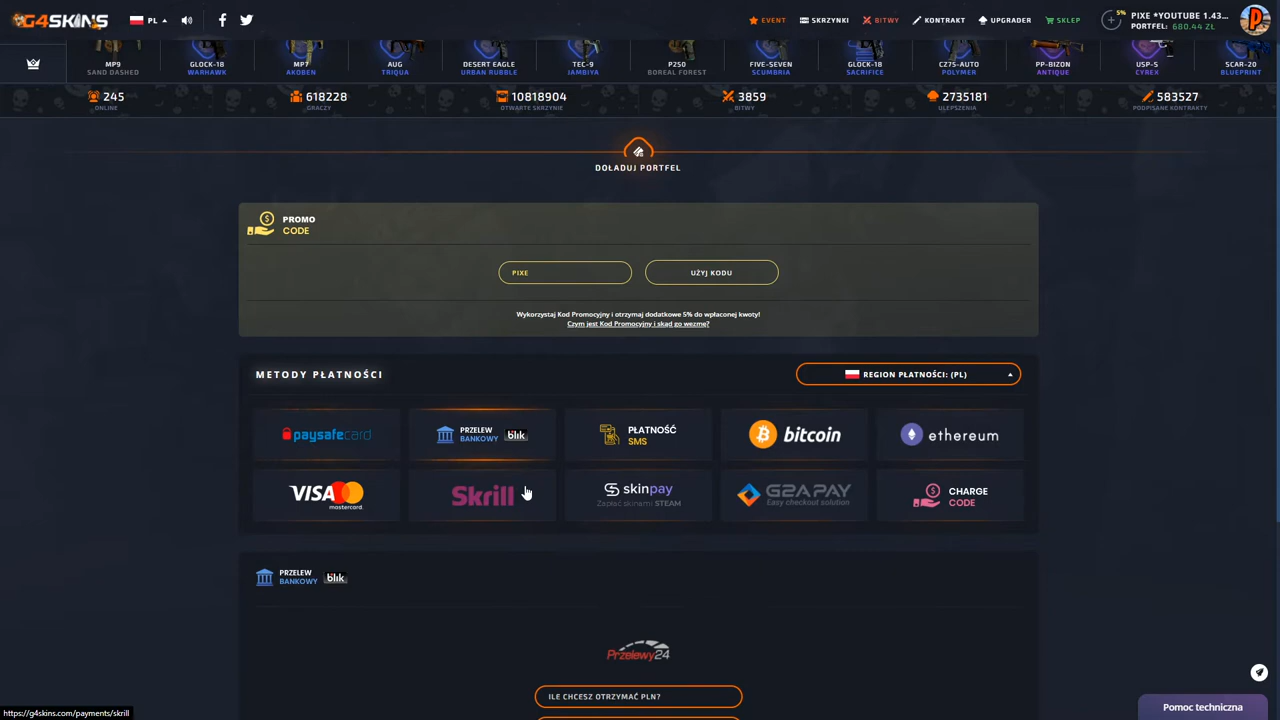 G4SKINS
PL
EVENT
SKRZYNKI
BITWY
KONTRAKT
UPGRADER
SKLEP
5%
PIXE *YOUTUBE 1.43...
PORTFEL: 680.44 ZŁ
MP9
SAND DASHED
GLOCK-18
WARHAWK
MP7
AKOBEN
AUG
TRIQUA
DESERT EAGLE
URBAN RUBBLE
TEC-9
JAMBIYA
P250
BOREAL FOREST
FIVE-SEVEN
SCUMBRIA
GLOCK-18
SACRIFICE
CZ75-AUTO
POLYMER
PP-BIZON
ANTIQUE
USP-S
CYREX
SCAR-20
BLUEPRINT
245
ONLINE
618228
GRACZY
10818904
OTWARTE SKRZYNIE
3859
BITWY
2735181
ULEPSZENIA
583527
PODPISANE KONTRAKTY
DOŁADUJ PORTFEL
PROMO
CODE
PIXE
UŻYJ KODU
Wykorzystaj Kod Promocyjny i otrzymaj dodatkowe 5% do wpłaconej kwoty!
Czym jest Kod Promocyjny i skąd go wezmę?
METODY PŁATNOŚCI
REGION PŁATNOŚCI: (PL)
paysafecard
PRZELEW
BANKOWY
blik
PŁATNOŚĆ
SMS
bitcoin
ethereum
VISA
mastercard.
Skrill
skinpay
Zapłać skinami STEAM
G2A PAY
Easy checkout solution
CHARGE
CODE
PRZELEW
BANKOWY
blik
Przelewy24
ILE CHCESZ OTRZYMAĆ PLN?
https://g4skins.com/payments/skrill
Pomoc techniczna